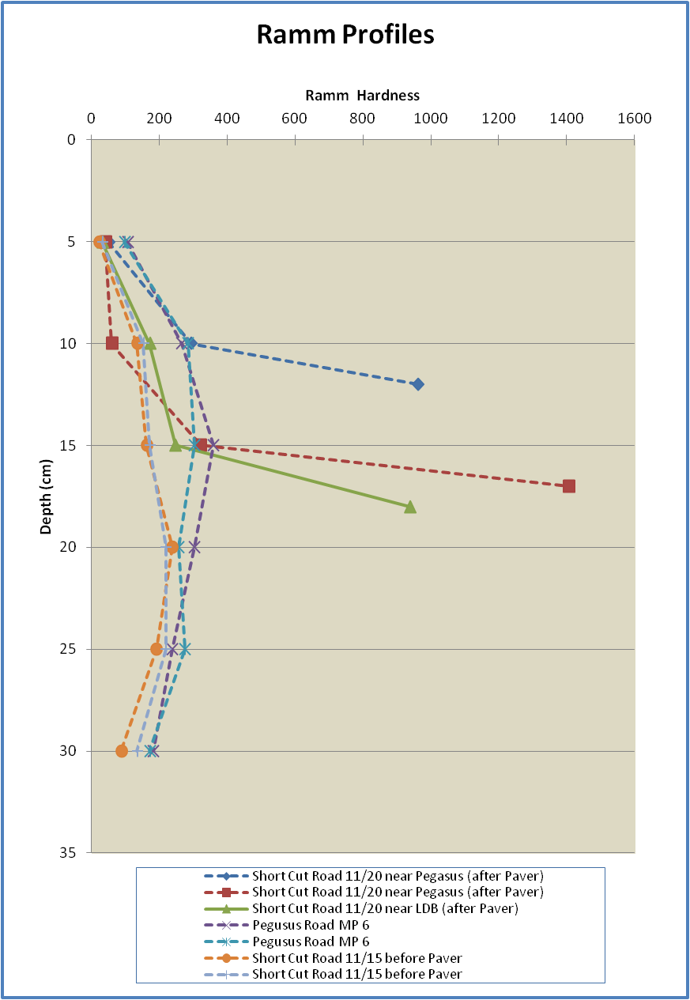 Ramm Profiles
Ramm Hardness
0 200 400 600 800 1000 1200 1400 1600
0
5
10
15
20
25
30
35
Depth (cm)
Short Cut Road 11/20 near Pegasus (after Paver)
Short Cut Road 11/20 near Pegasus (after Paver)
Short Cut Road 11/20 near LDB (after Paver)
Pegusus Road MP 6
Pegusus Road MP 6
Short Cut Road 11/15 before Paver
Short Cut Road 11/15 before Paver